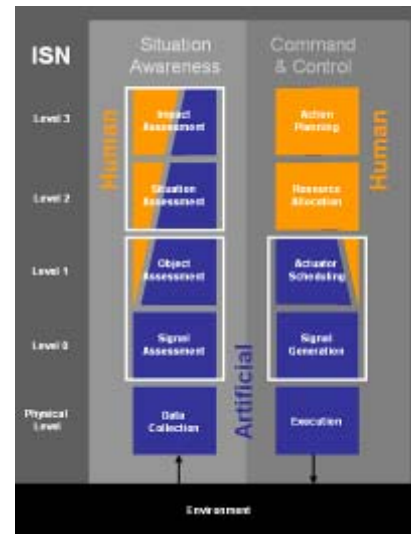 ISN
Situation
Awareness
Command
& Control
Level 3
Impact
Assessment
Action
Planning
Human
Human
Level 2
Situation
Assessment
Resource
Allocation
Level 1
Object
Assessment
Actuator
Scheduling
Level 0
Signal
Assessment
Signal
Generation
Artificial
Physical
Level
Data
Collection
Execution
Environment